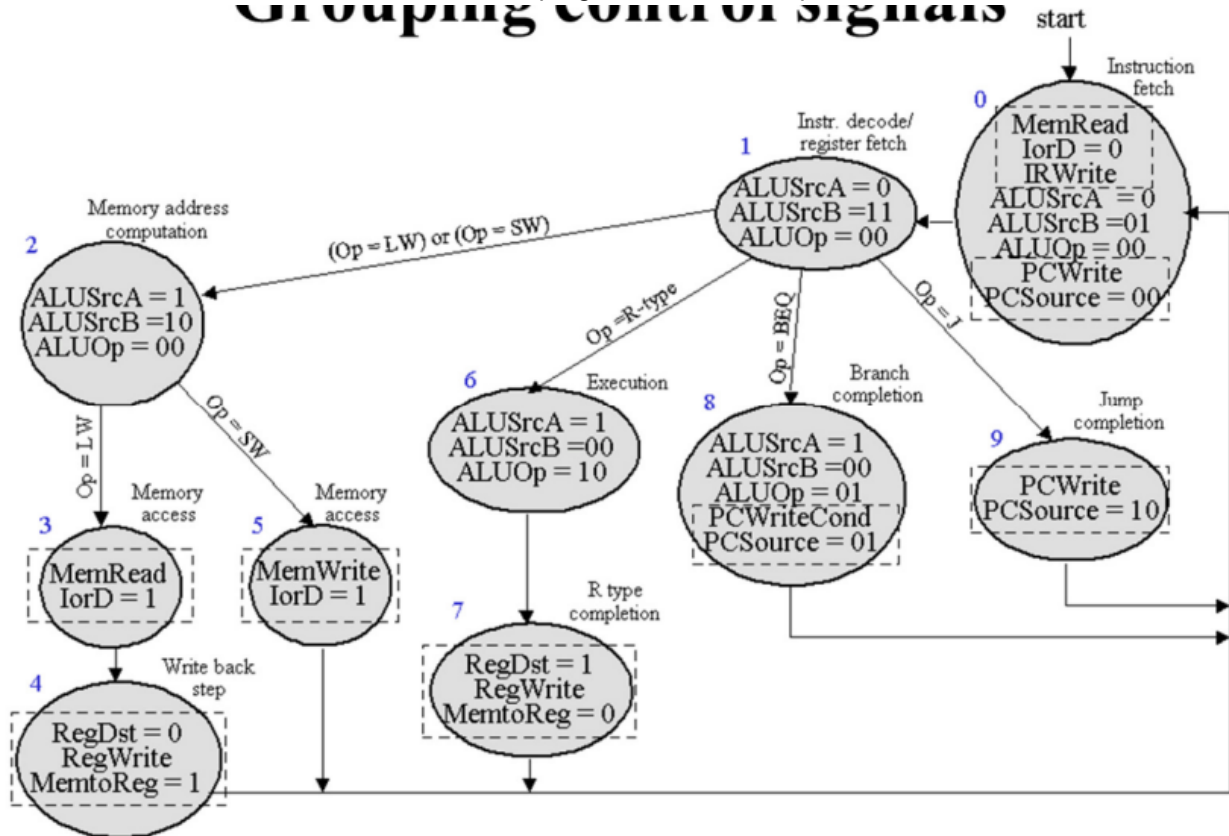 Grouping control signals
start
Instruction
fetch
0
MemRead
IorD = 0
IRWrite
ALUSrcA = 0
ALUSrcB =01
ALUOp = 00
PCWrite
PCSource = 00
Instr. decode/
register fetch
1
ALUSrcA = 0
ALUSrcB =11
ALUOp = 00
(Op = LW) or (Op = SW)
Op =R-type
Op = BEQ
Op = J
Memory address
computation
2
ALUSrcA = 1
ALUSrcB =10
ALUOp = 00
Op = LW
Op = SW
6
Execution
ALUSrcA = 1
ALUSrcB =00
ALUOp = 10
8
Branch
completion
ALUSrcA = 1
ALUSrcB =00
ALUOp = 01
PCWriteCond
PCSource = 01
9
Jump
completion
PCWrite
PCSource = 10
3
Memory
access
MemRead
IorD = 1
5
Memory
access
MemWrite
IorD = 1
7
R type
completion
RegDst = 1
RegWrite
MemtoReg = 0
4
Write back
step
RegDst = 0
RegWrite
MemtoReg = 1